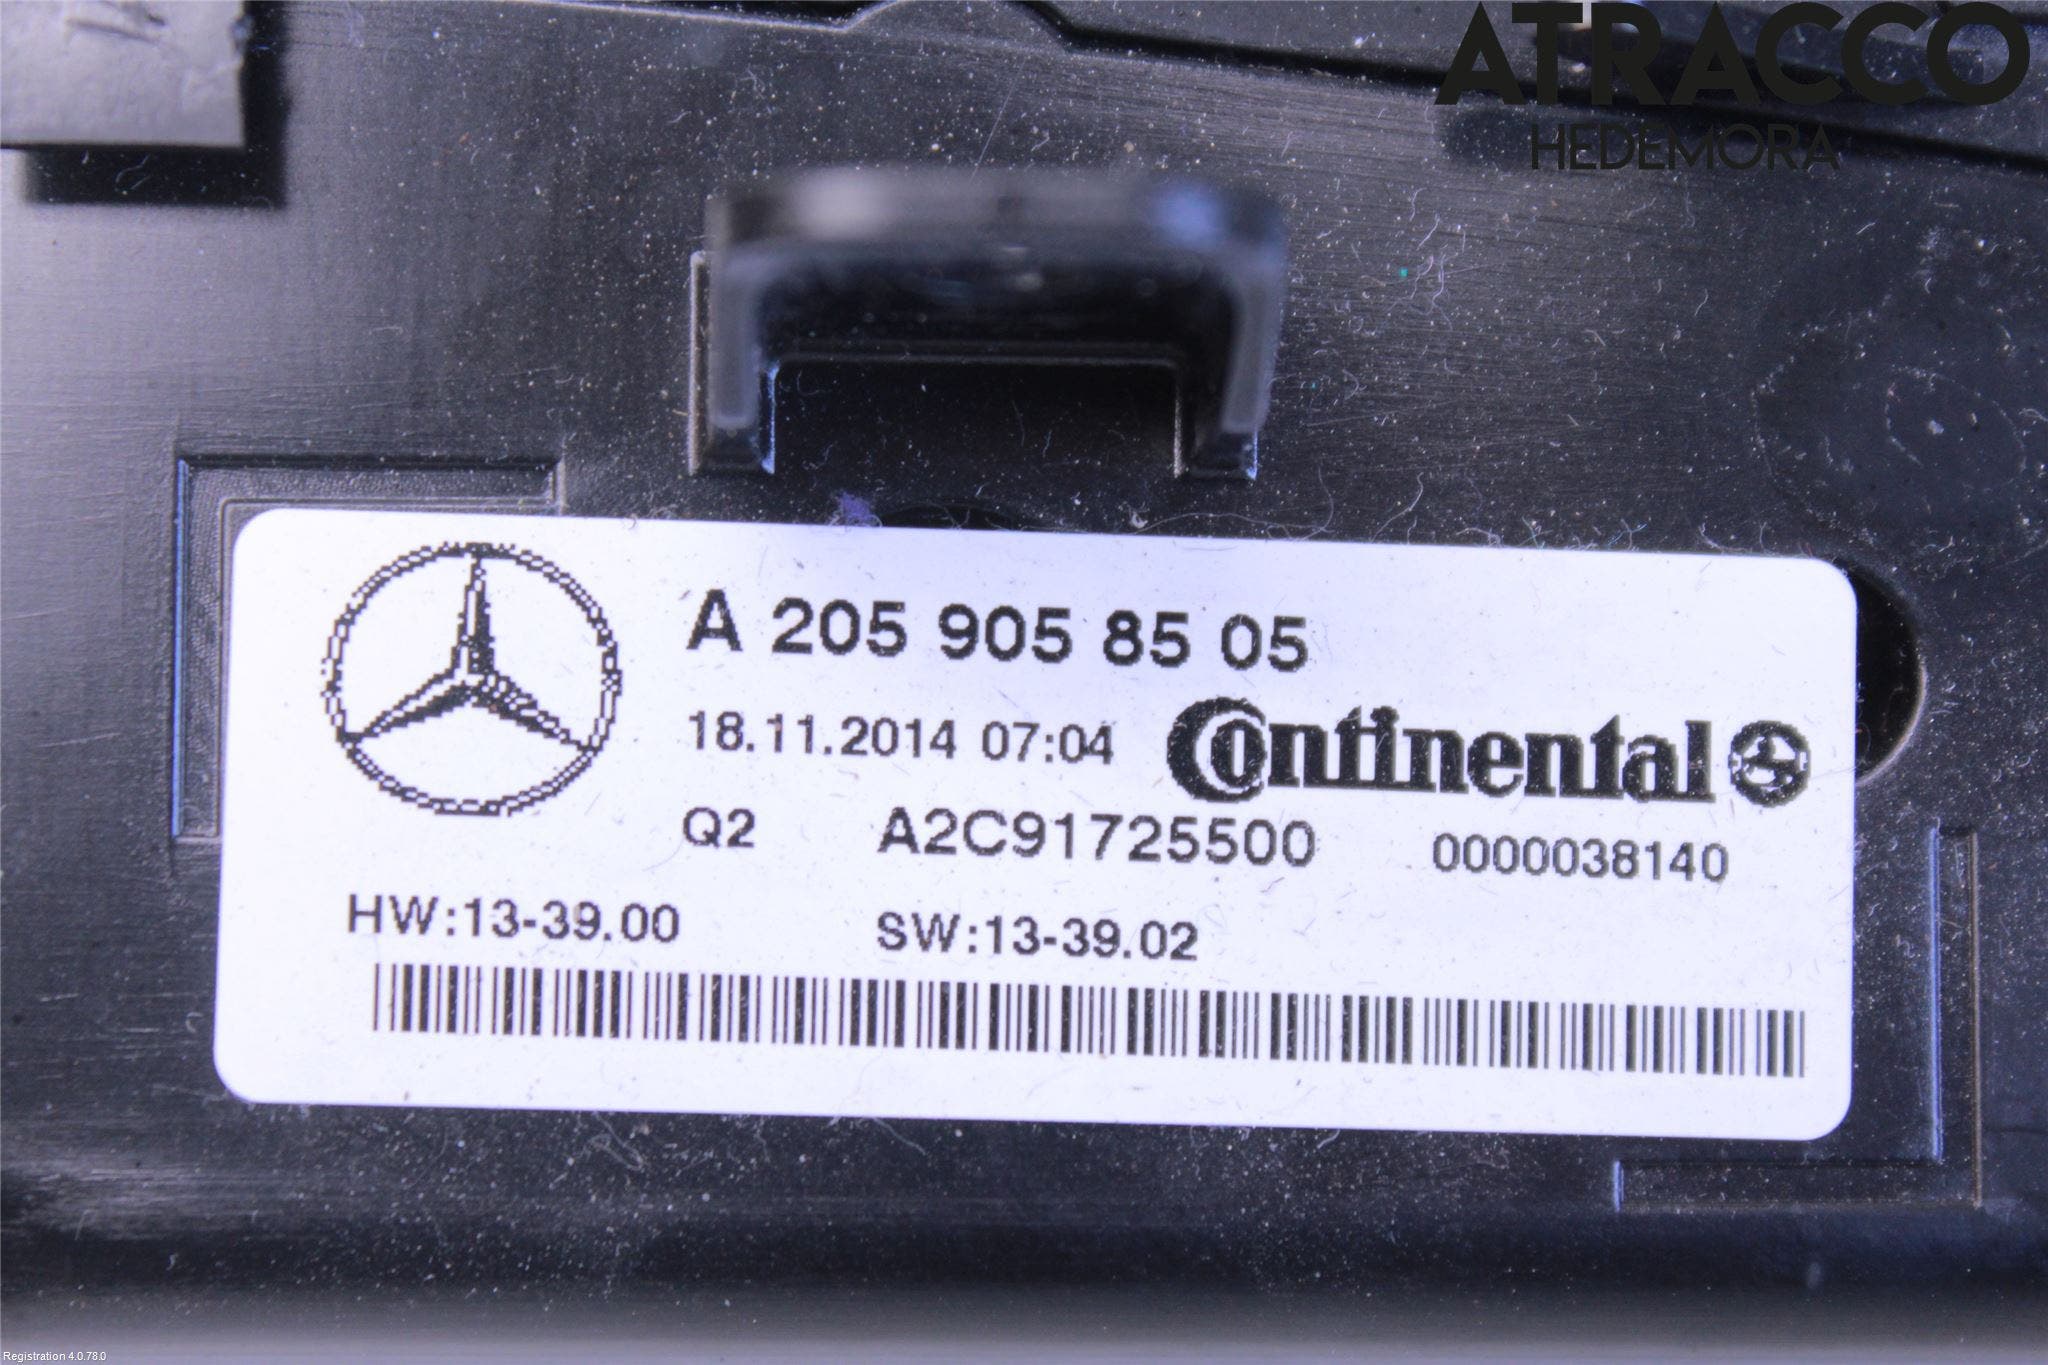 ATRACCO
HEDEMORA
A 205 905 85 05
18.11.2014 07:04
Continental
Q2 A2C91725500 0000038140
HW:13-39.00 SW:13-39.02
Registration 4.0.78.0